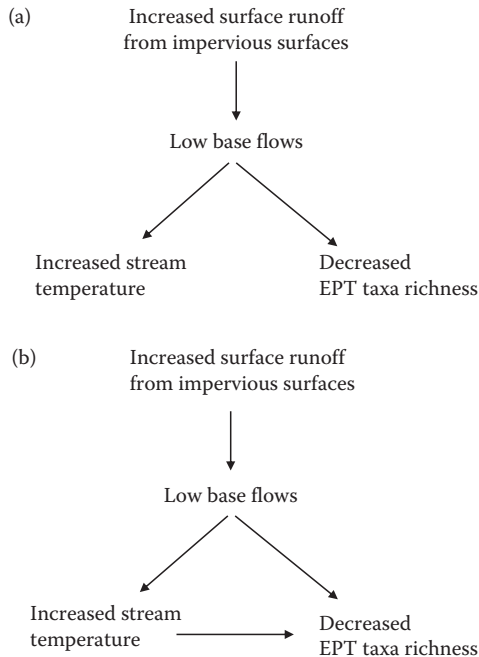 (a)
Increased surface runoff
from impervious surfaces
Low base flows
Increased stream
temperature
Decreased
EPT taxa richness
(b)
Increased surface runoff
from impervious surfaces
Low base flows
Increased stream
temperature
Decreased
EPT taxa richness